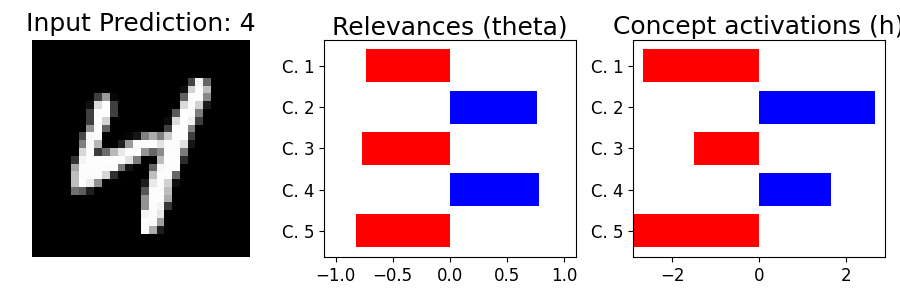 Input Prediction: 4
4
Relevances (theta)
C. 1
C. 2
C. 3
C. 4
C. 5
−1.0 −0.5 0.0 0.5 1.0
Concept activations (h)
C. 1
C. 2
C. 3
C. 4
C. 5
−2 0 2